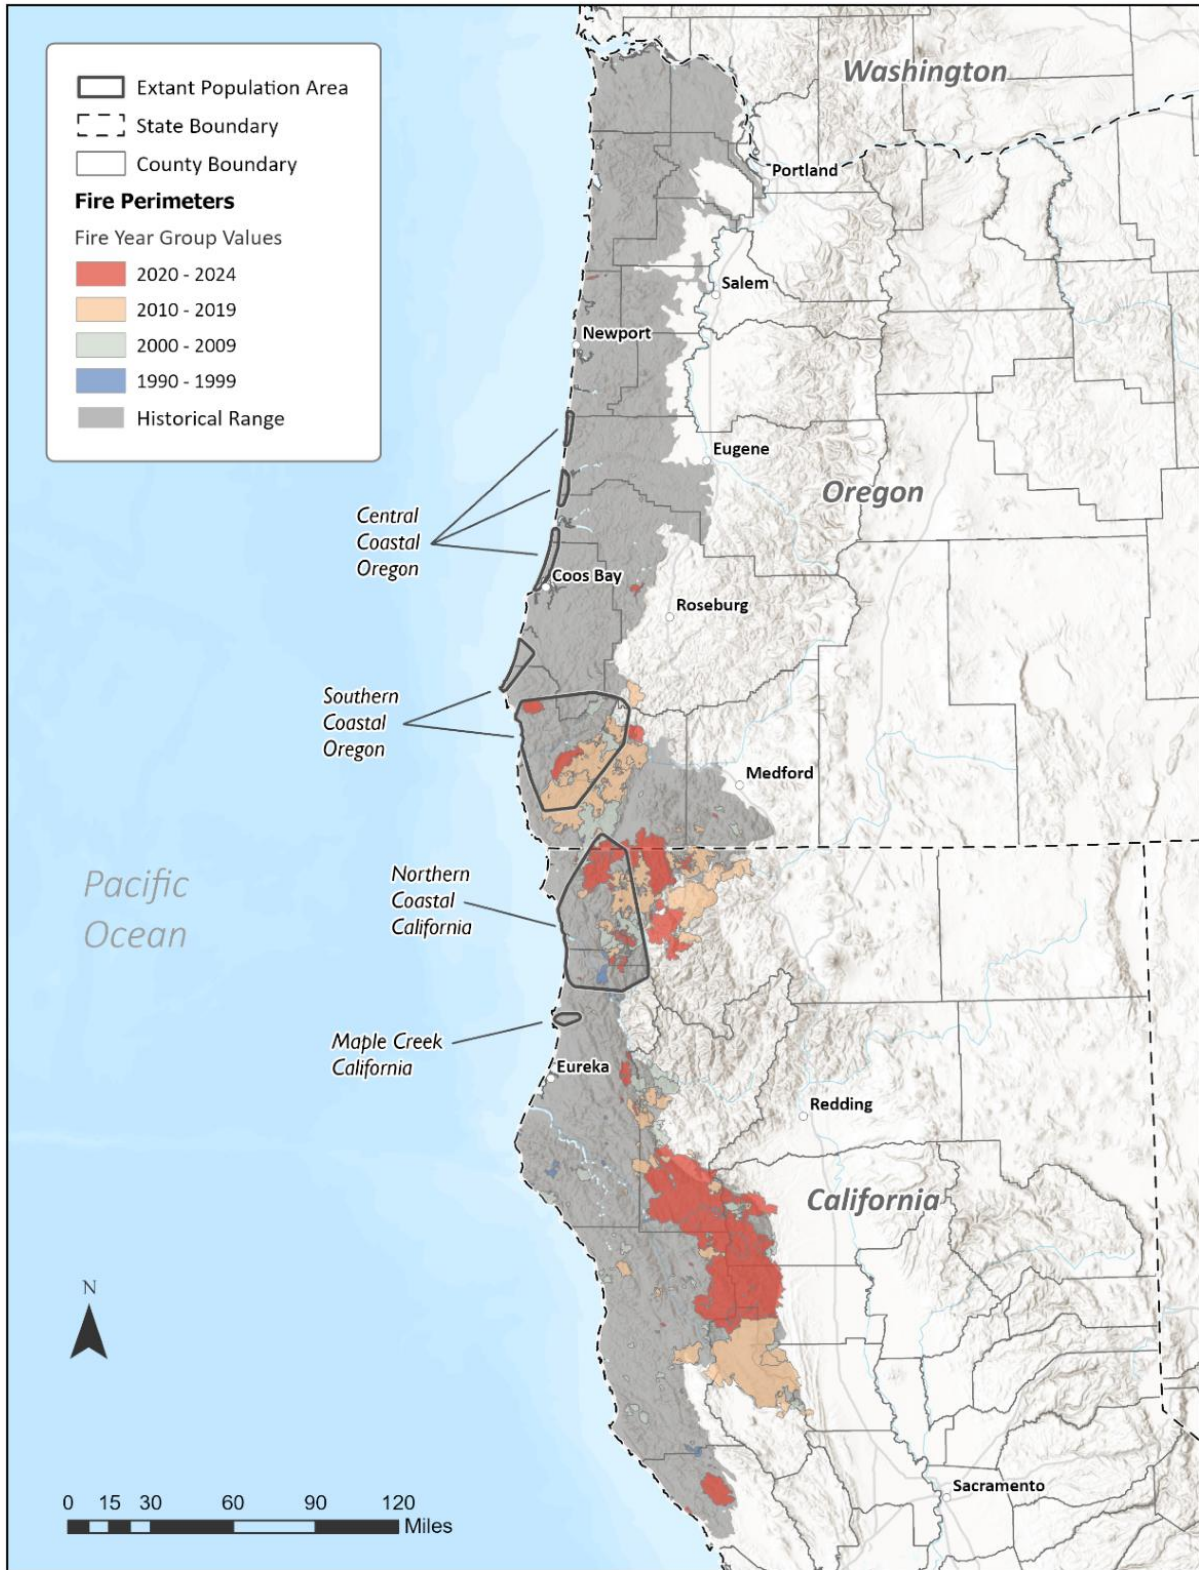 Extant Population Area
State Boundary
County Boundary
Fire Perimeters
Fire Year Group Values
2020 - 2024
2010 - 2019
2000 - 2009
1990 - 1999
Historical Range
Washington
Portland
Salem
Newport
Eugene
Oregon
Central
Coastal
Oregon
Coos Bay
Roseburg
Southern
Coastal
Oregon
Medford
Northern
Coastal
California
Pacific
Ocean
Maple Creek
California
Eureka
Redding
California
N
Sacramento
0 15 30 60 90 120
Miles